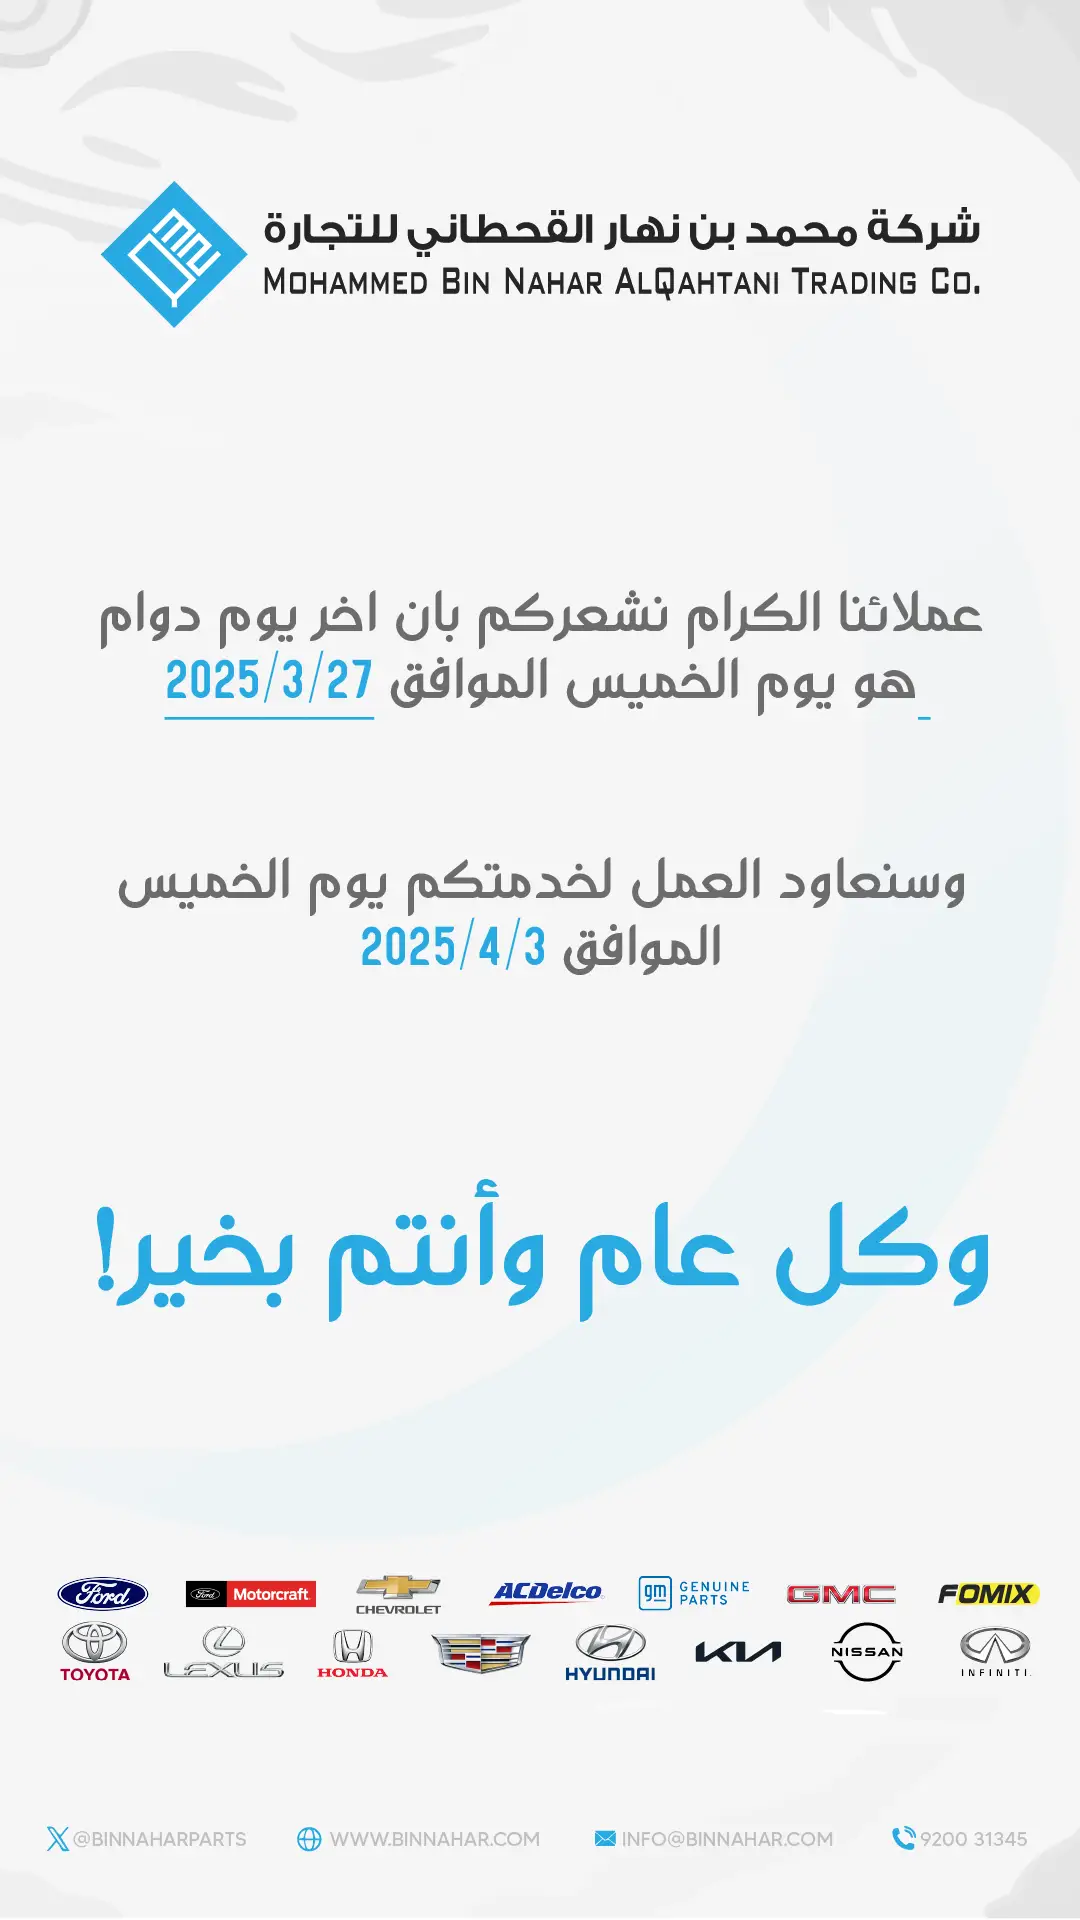 شركة محمد بن نهار القحطاني للتجارة
MOHAMMED BIN NAHAR ALQAHTANI TRADING CO.
عملائنا الكرام نشعركم بان اخر يوم دوام
هو يوم الخميس الموافق 2025/3/27
وسنعاود العمل لخدمتكم يوم الخميس
الموافق 2025/4/3
وكل عام وأنتم بخير!
Ford Ford Motorcraft CHEVROLET ACDelco gm GENUINE PARTS GMC FOMIX
TOYOTA LEXUS HONDA HYUNDAI KIA NISSAN INFINITI
@BINNAHARPARTS WWW.BINNAHAR.COM INFO@BINNAHAR.COM 9200 31345